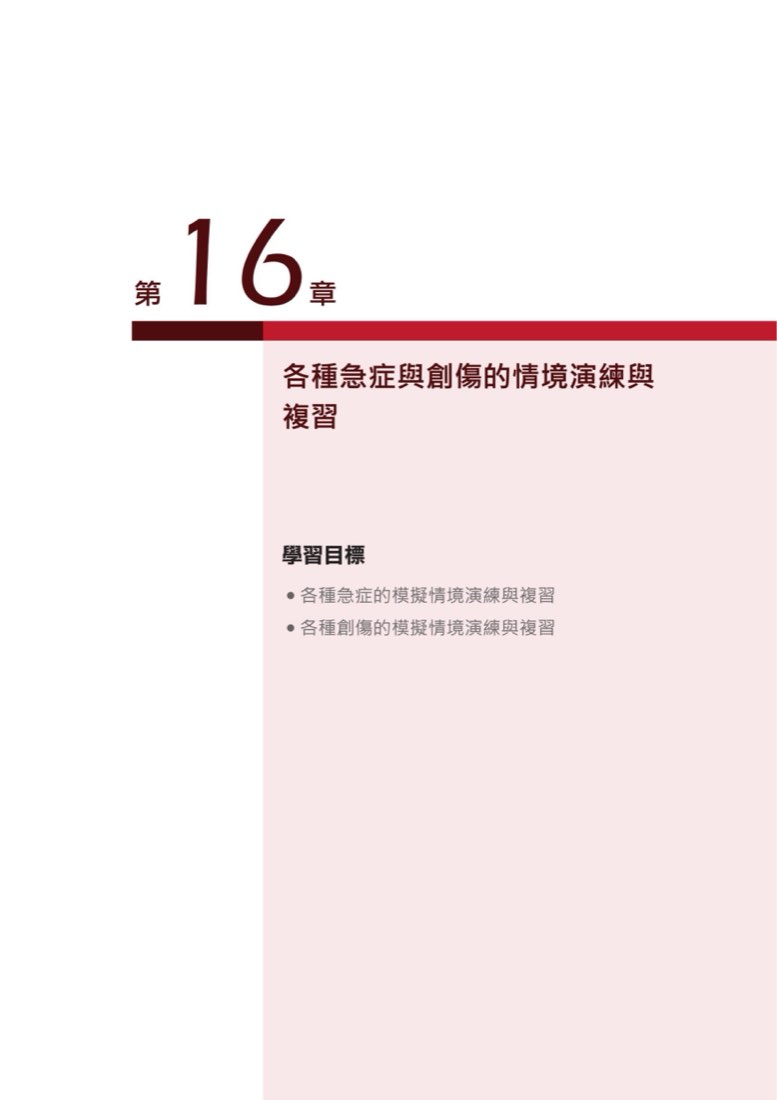 第16章
各種急症與創傷的情境演練與
複習
學習目標
• 各種急症的模擬情境演練與複習
• 各種創傷的模擬情境演練與複習